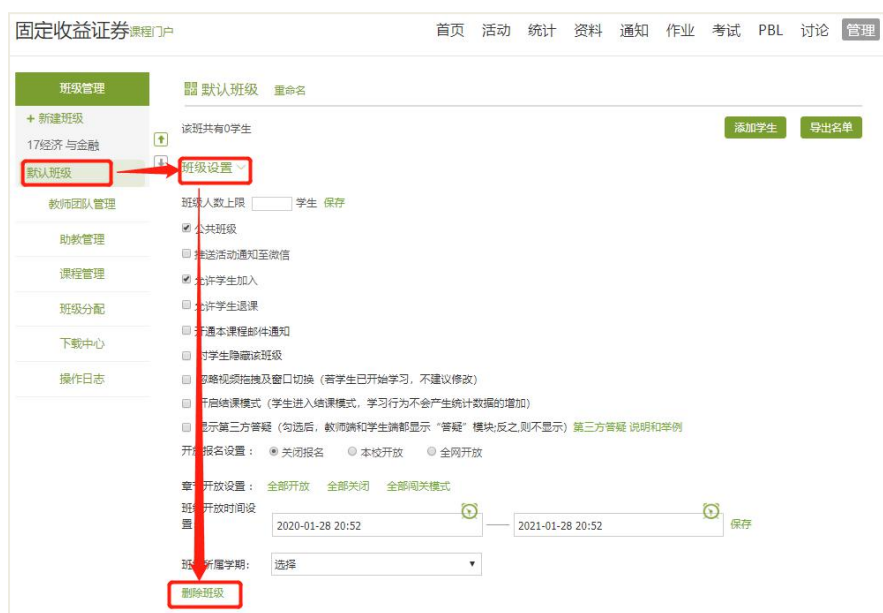 固定收益证券课程门户 首页 活动 统计 资料 通知 作业 考试 PBL 讨论 管理
班级管理
+ 新建班级
17经济 与金融
默认班级
教师团队管理
助教管理
课程管理
班级分配
下载中心
操作日志
默认班级 重命名
该班共有0学生 添加学生 导出名单
班级设置
班级人数上限 学生 保存
公共班级
推送活动通知至微信
允许学生加入
允许学生退课
开通本课程邮件通知
对学生隐藏该班级
忽略视频拖拽及窗口切换（若学生已开始学习，不建议修改）
开启结课模式（学生进入结课模式，学习行为不会产生统计数据的增加）
显示第三方答疑（勾选后，教师端和学生端都显示“答疑”模块;反之,则不显示）第三方答疑 说明和举例
开放报名设置： 关闭报名 本校开放 全网开放
章节开放设置： 全部开放 全部关闭 全部闯关模式
班级开放时间设
置 2020-01-28 20:52 2021-01-28 20:52 保存
班级所属学期: 选择
删除班级